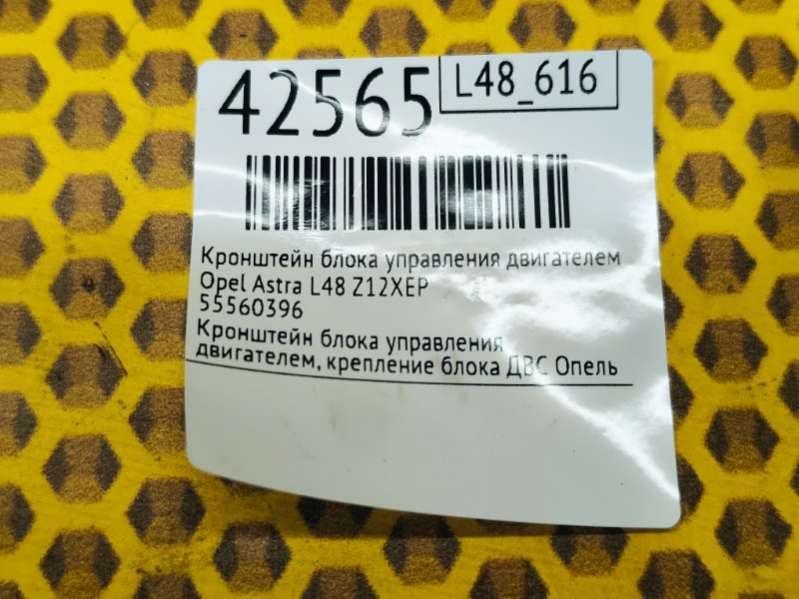 42565
L48_616
Кронштейн блока управления двигателем
Opel Astra L48 Z12XEP
55560396
Кронштейн блока управления
двигателем, крепление блока ДВС Опель